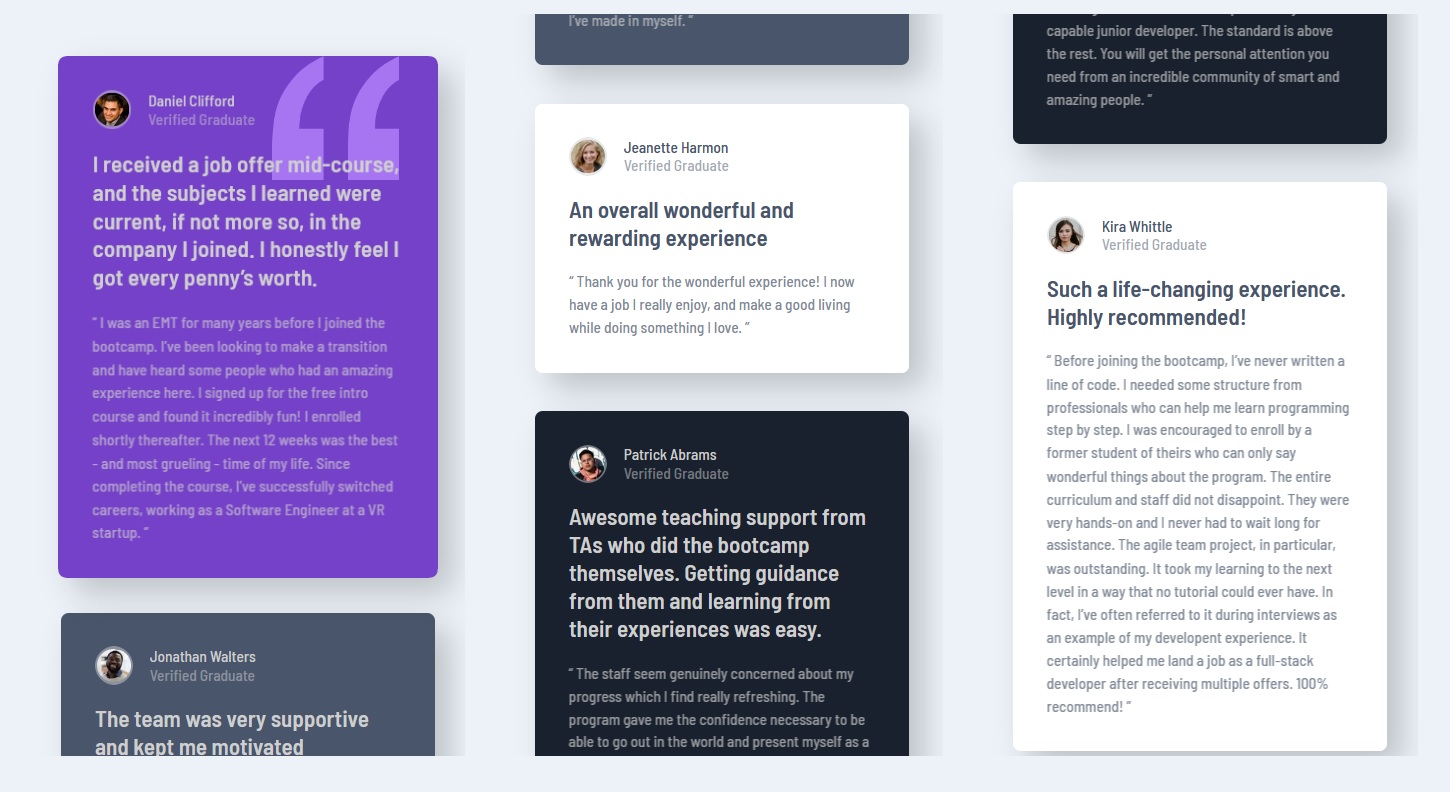 Daniel Clifford
Verified Graduate
I received a job offer mid-course,
and the subjects I learned were
current, if not more so, in the
company I joined. I honestly feel I
got every penny’s worth.
“ I was an EMT for many years before I joined the
bootcamp. I’ve been looking to make a transition
and have heard some people who had an amazing
experience here. I signed up for the free intro
course and found it incredibly fun! I enrolled
shortly thereafter. The next 12 weeks was the best
- and most grueling - time of my life. Since
completing the course, I’ve successfully switched
careers, working as a Software Engineer at a VR
startup. ”
Jonathan Walters
Verified Graduate
The team was very supportive
and kept me motivated
I’ve made in myself. ”
Jeanette Harmon
Verified Graduate
An overall wonderful and
rewarding experience
“ Thank you for the wonderful experience! I now
have a job I really enjoy, and make a good living
while doing something I love. ”
Patrick Abrams
Verified Graduate
Awesome teaching support from
TAs who did the bootcamp
themselves. Getting guidance
from them and learning from
their experiences was easy.
“ The staff seem genuinely concerned about my
progress which I find really refreshing. The
program gave me the confidence necessary to be
able to go out in the world and present myself as a
capable junior developer. The standard is above
the rest. You will get the personal attention you
need from an incredible community of smart and
amazing people. ”
Kira Whittle
Verified Graduate
Such a life-changing experience.
Highly recommended!
“ Before joining the bootcamp, I’ve never written a
line of code. I needed some structure from
professionals who can help me learn programming
step by step. I was encouraged to enroll by a
former student of theirs who can only say
wonderful things about the program. The entire
curriculum and staff did not disappoint. They were
very hands-on and I never had to wait long for
assistance. The agile team project, in particular,
was outstanding. It took my learning to the next
level in a way that no tutorial could ever have. In
fact, I’ve often referred to it during interviews as
an example of my developent experience. It
certainly helped me land a job as a full-stack
developer after receiving multiple offers. 100%
recommend! ”